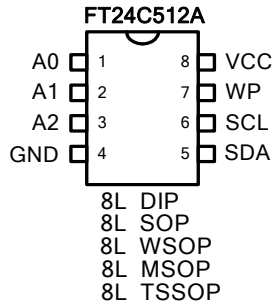 FT24C512A
A0 1 8 VCC
A1 2 7 WP
A2 3 6 SCL
GND 4 5 SDA
8L DIP
8L SOP
8L WSOP
8L MSOP
8L TSSOP